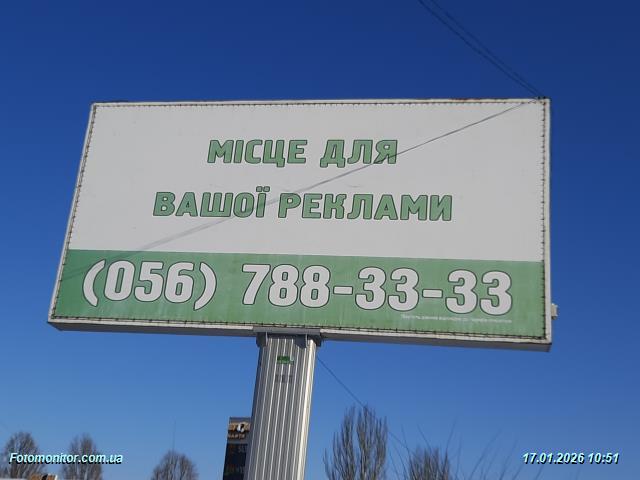 МІСЦЕ ДЛЯ
ВАШОЇ РЕКЛАМИ
(056) 788-33-33
Fotomonitor.com.ua
17.01.2026 10:51